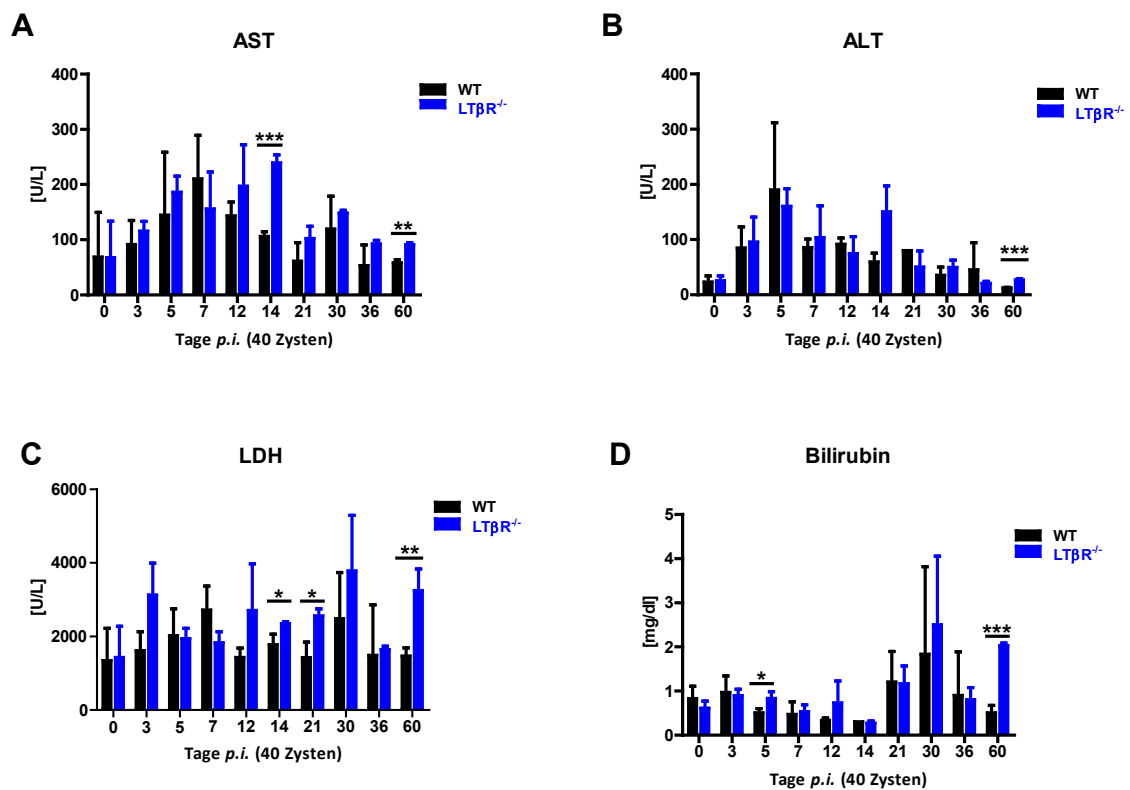 A
AST
400
300
200
100
0
[U/L]
WT
LTβR-/-
***
**
0 3 5 7 12 14 21 30 36 60
Tage p.i. (40 Zysten)
B
ALT
400
300
200
100
0
[U/L]
WT
LTβR-/-
***
0 3 5 7 12 14 21 30 36 60
Tage p.i. (40 Zysten)
C
LDH
6000
4000
2000
0
[U/L]
WT
LTβR-/-
* * **
0 3 5 7 12 14 21 30 36 60
Tage p.i. (40 Zysten)
D
Bilirubin
5
4
3
2
1
0
[mg/dl]
WT
LTβR-/-
*
***
0 3 5 7 12 14 21 30 36 60
Tage p.i. (40 Zysten)